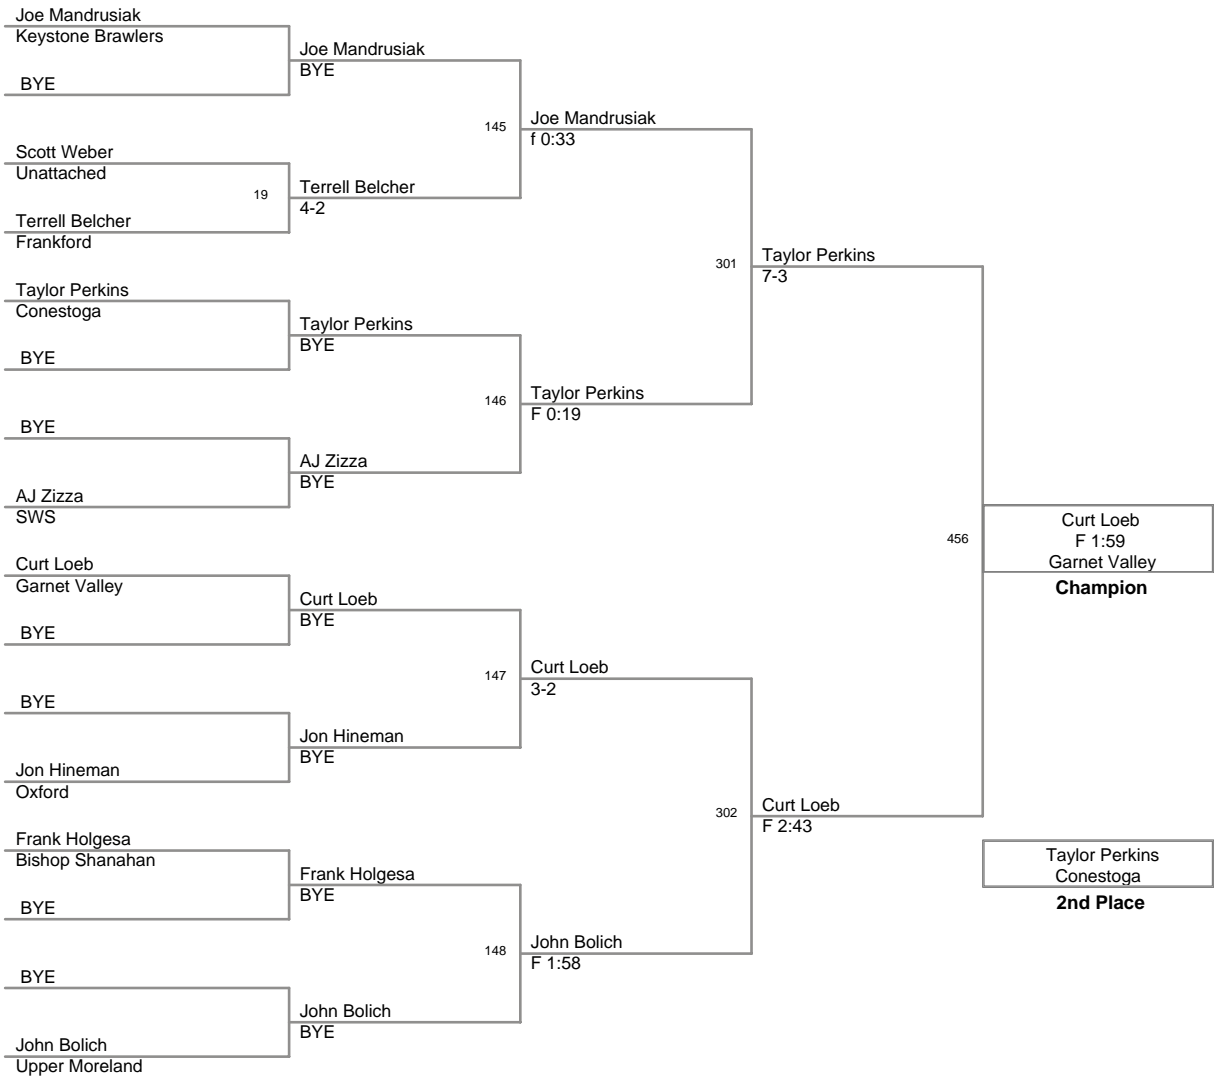 Joe Mandrusiak
Keystone Brawlers
BYE
Scott Weber
Unattached
19
Terrell Belcher
Frankford
Taylor Perkins
Conestoga
BYE
BYE
AJ Zizza
SWS
Curt Loeb
Garnet Valley
BYE
BYE
Jon Hineman
Oxford
Frank Holgesa
Bishop Shanahan
BYE
BYE
John Bolich
Upper Moreland
Joe Mandrusiak
BYE
145
Terrell Belcher
4-2
Taylor Perkins
BYE
146
AJ Zizza
BYE
Curt Loeb
BYE
147
Jon Hineman
BYE
Frank Holgesa
BYE
148
John Bolich
BYE
Joe Mandrusiak
f 0:33
301
Taylor Perkins
F 0:19
Curt Loeb
3-2
302
John Bolich
F 1:58
Taylor Perkins
7-3
456
Curt Loeb
F 2:43
Curt Loeb
F 1:59
Garnet Valley
Champion
Taylor Perkins
Conestoga
2nd Place